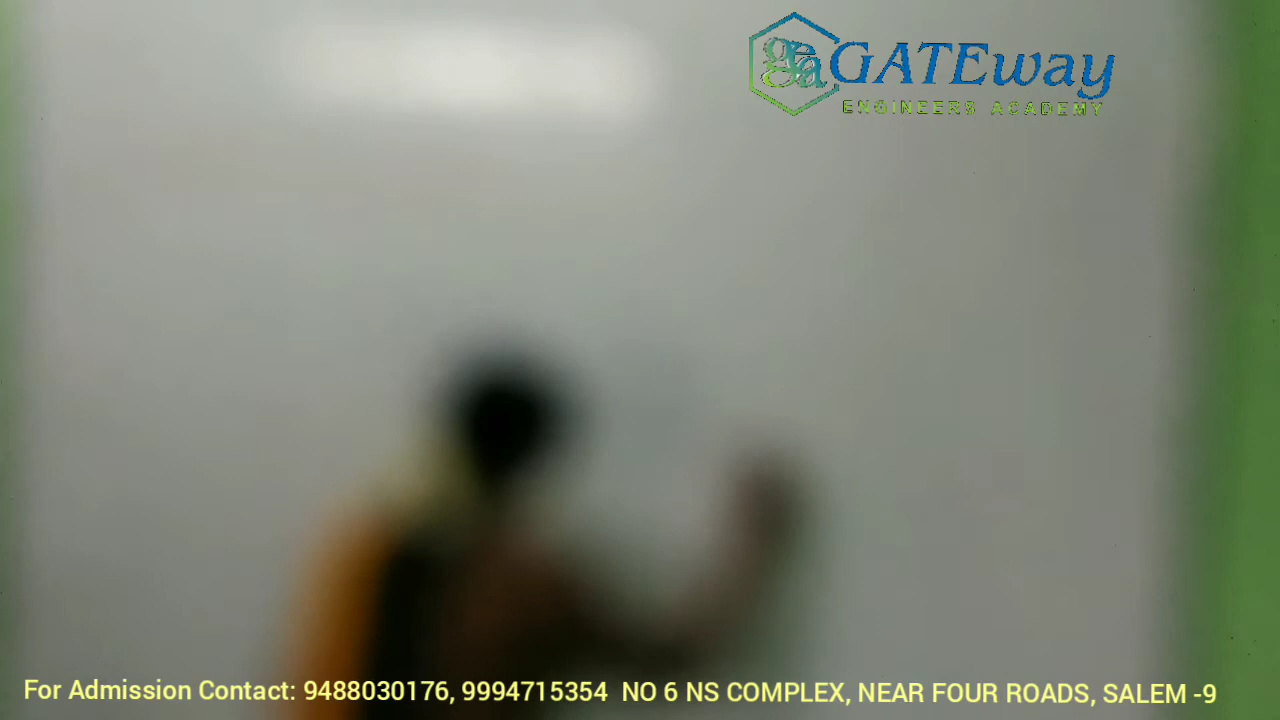 GATEway
ENGINEERS ACADEMY
For Admission Contact: 9488030176, 9994715354 NO 6 NS COMPLEX, NEAR FOUR ROADS, SALEM -9